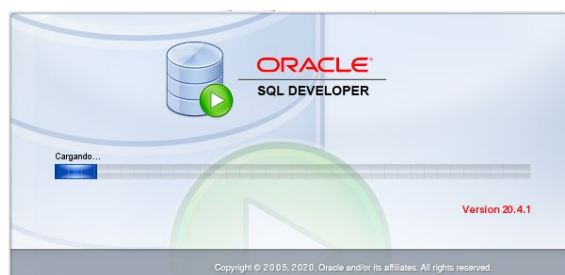 ORACLE
SQL DEVELOPER
Cargando...
Version 20.4.1
Copyright © 2005, 2020, Oracle and/or its affiliates. All rights reserved.